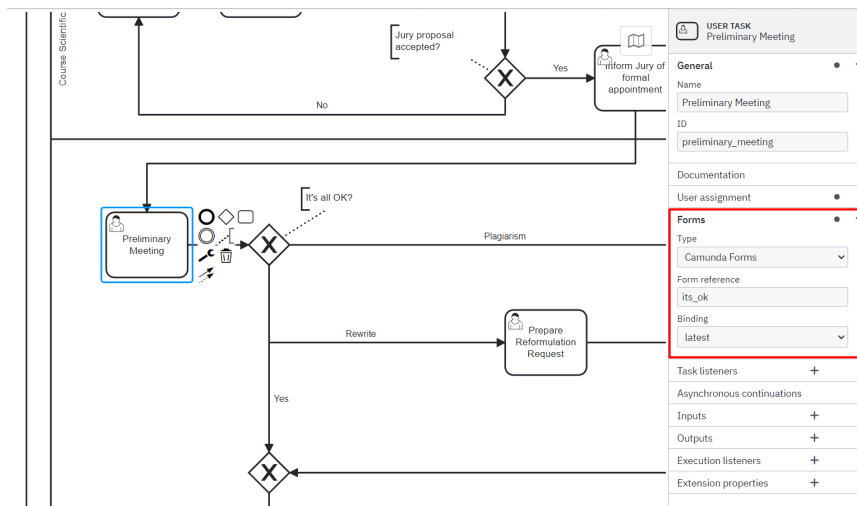 Course Scientific
Jury proposal
accepted?
Yes
Inform Jury of
formal
appointment
No
It's all OK?
Preliminary
Meeting
Plagiarism
Rewrite
Prepare
Reformulation
Request
Yes
USER TASK
Preliminary Meeting
General
Name
Preliminary Meeting
ID
preliminary_meeting
Documentation
User assignment
Forms
Type
Camunda Forms
Form reference
its_ok
Binding
latest
Task listeners
Asynchronous continuations
Inputs
Outputs
Execution listeners
Extension properties